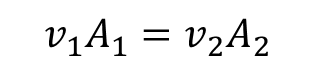 v₁A₁ = v₂A₂